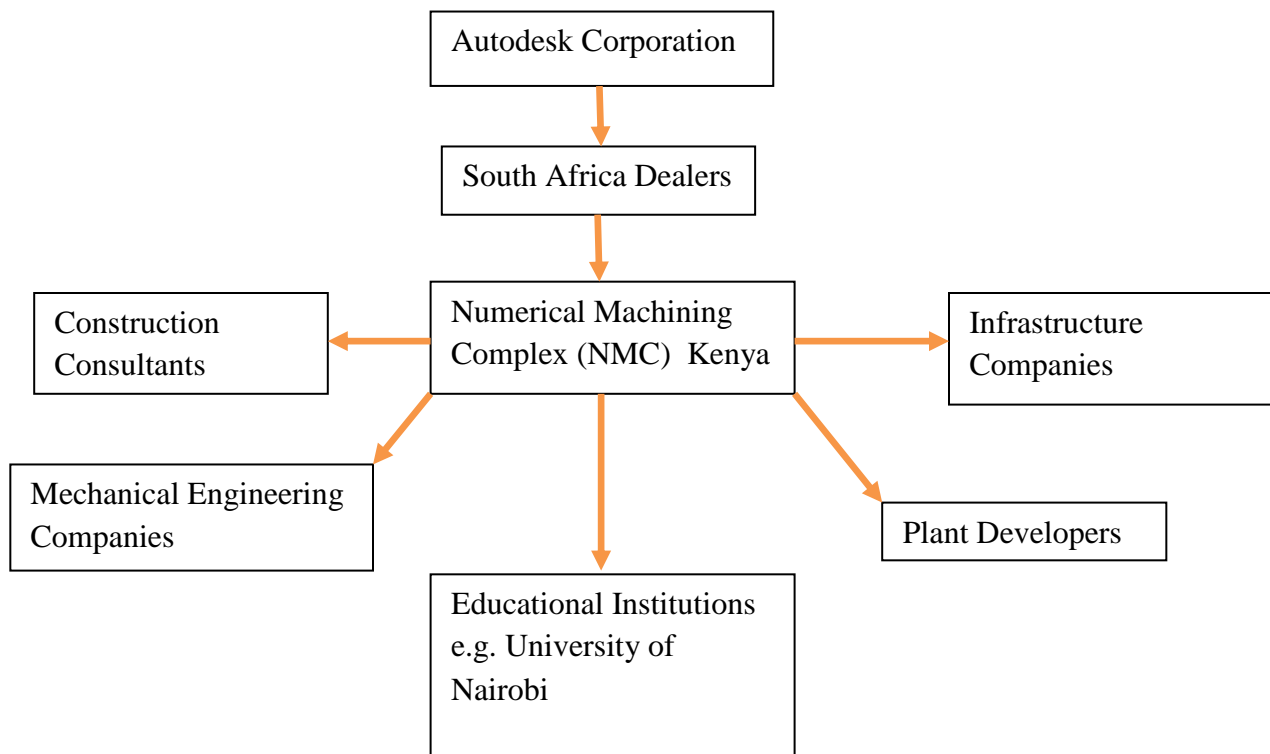 Autodesk Corporation
South Africa Dealers
Construction
Consultants
Numerical Machining
Complex (NMC)  Kenya
Infrastructure
Companies
Mechanical Engineering
Companies
Plant Developers
Educational Institutions
e.g. University of
Nairobi